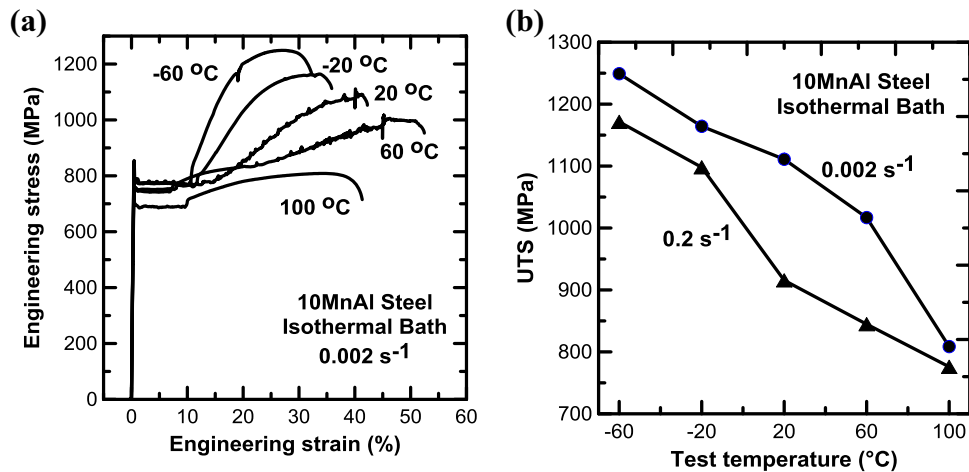 (a)
Engineering stress (MPa)
1200
1000
800
600
400
200
0
0 10 20 30 40 50 60
Engineering strain (%)
-60 °C
-20 °C
20 °C
60 °C
100 °C
10MnAl Steel
Isothermal Bath
0.002 s-1
(b)
UTS (MPa)
1300
1200
1100
1000
900
800
700
-60 -20 20 60 100
Test temperature (°C)
10MnAl Steel
Isothermal Bath
0.002 s-1
0.2 s-1